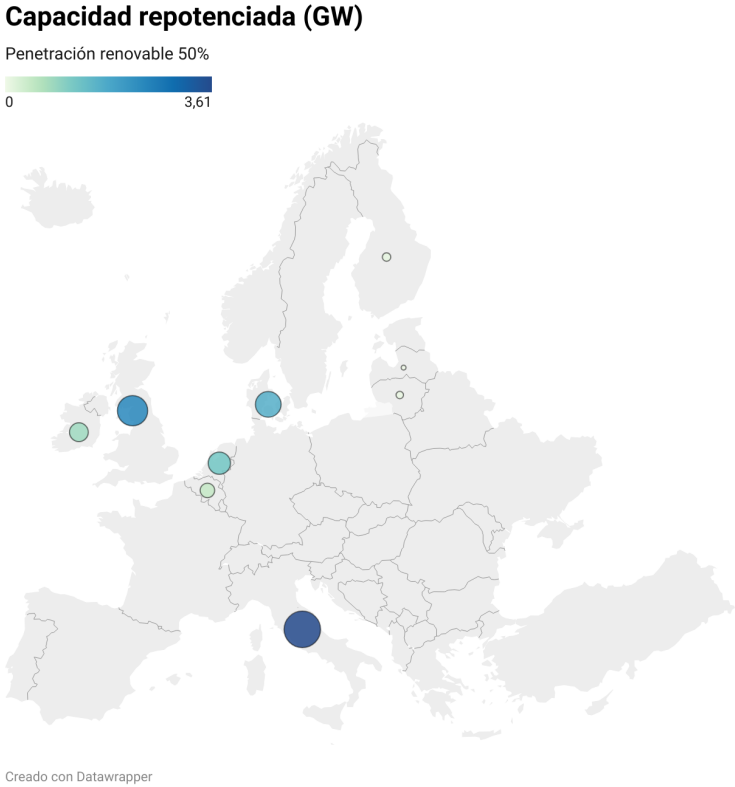 Capacidad repotenciada (GW)
Penetración renovable 50%
0 3,61
Creado con Datawrapper